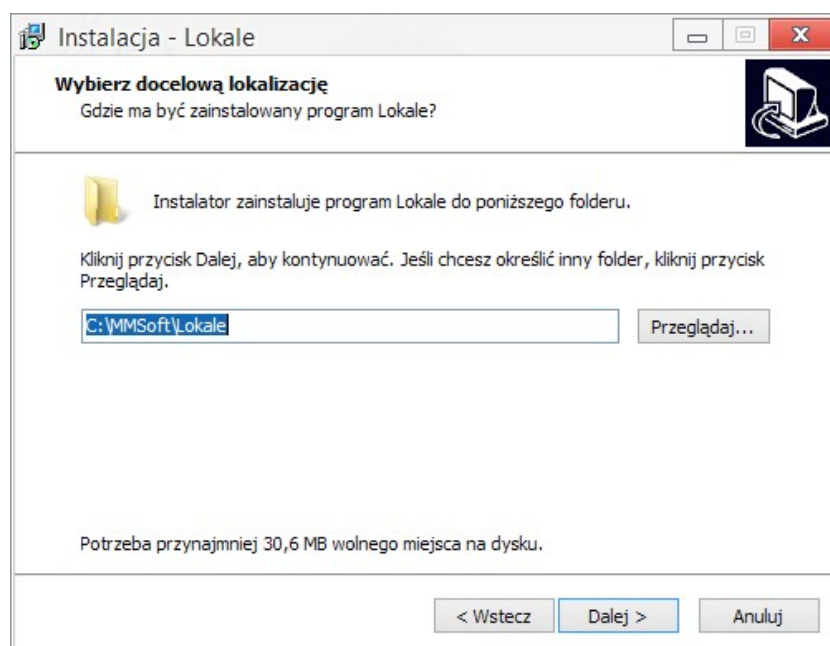 Instalacja - Lokale
Wybierz docelową lokalizację
Gdzie ma być zainstalowany program Lokale?
Instalator zainstaluje program Lokale do poniższego folderu.
Kliknij przycisk Dalej, aby kontynuować. Jeśli chcesz określić inny folder, kliknij przycisk
Przeglądaj.
C:\MMSoft\Lokale
Przeglądaj...
Potrzeba przynajmniej 30,6 MB wolnego miejsca na dysku.
< Wstecz
Dalej >
Anuluj